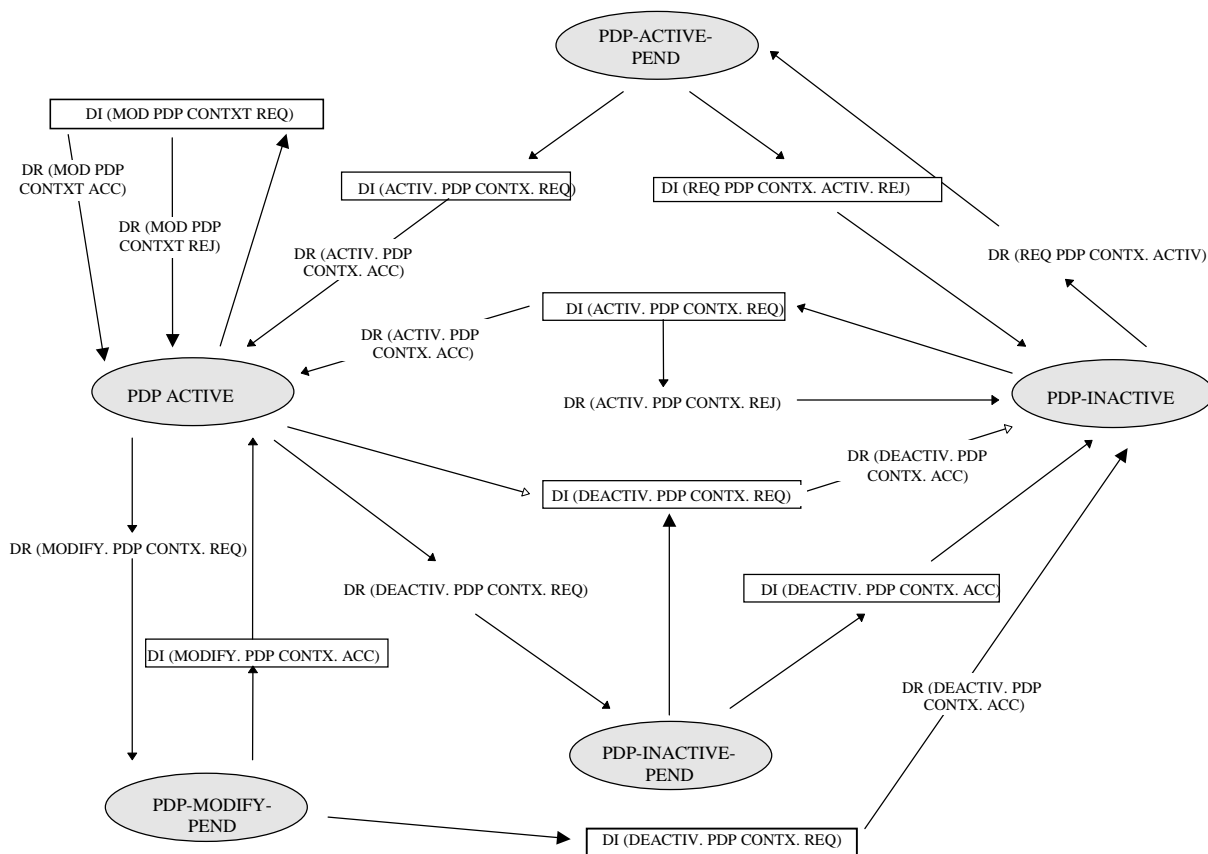 PDP-ACTIVE-
PEND
DI (MOD PDP CONTXT REQ)
DR (MOD PDP
CONTXT ACC)
DR (MOD PDP
CONTXT REJ)
DI (ACTIV. PDP CONTX. REQ)
DI (REQ PDP CONTX. ACTIV. REJ)
DR (ACTIV. PDP
CONTX. ACC)
DR (REQ PDP CONTX. ACTIV)
DI (ACTIV. PDP CONTX. REQ)
DR (ACTIV. PDP
CONTX. ACC)
PDP ACTIVE
DR (ACTIV. PDP CONTX. REJ)
PDP-INACTIVE
DR (DEACTIV. PDP
CONTX. ACC)
DI (DEACTIV. PDP CONTX. REQ)
DR (MODIFY. PDP CONTX. REQ)
DR (DEACTIV. PDP CONTX. REQ)
DI (DEACTIV. PDP CONTX. ACC)
DI (MODIFY. PDP CONTX. ACC)
DR (DEACTIV. PDP
CONTX. ACC)
PDP-INACTIVE-
PEND
PDP-MODIFY-
PEND
DI (DEACTIV. PDP CONTX. REQ)